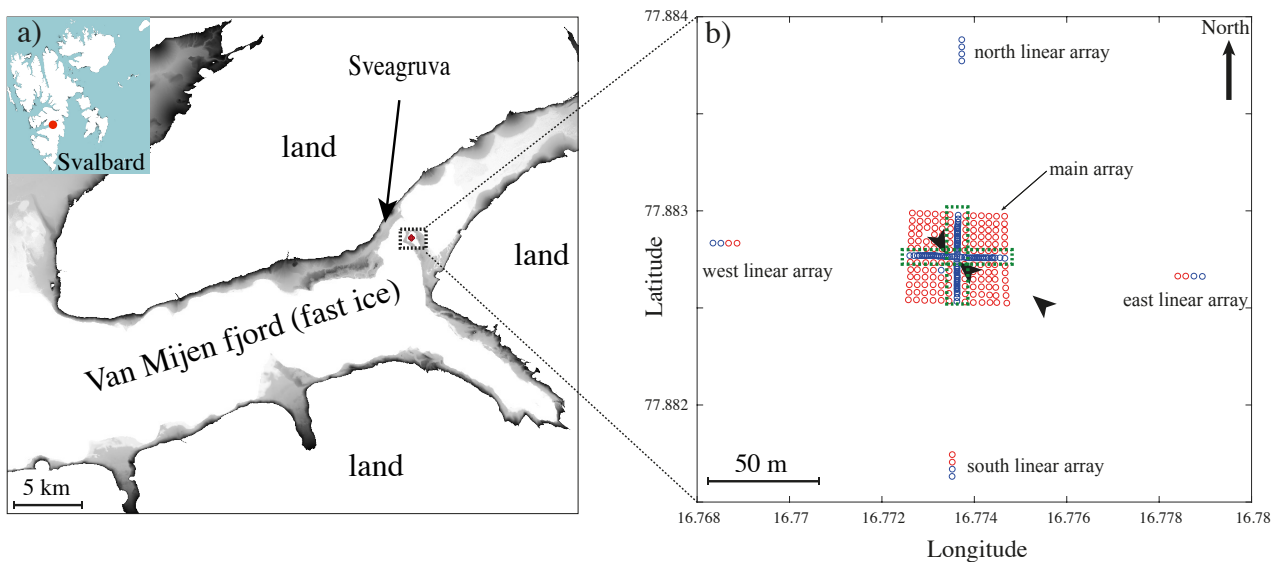 a)
Svalbard
Sveagruva
land
land
Van Mijen fjord (fast ice)
land
5 km
b)
North
north linear array
main array
west linear array
east linear array
south linear array
50 m
77.884
77.883
77.882
Latitude
16.768
16.77
16.772
16.774
16.776
16.778
16.78
Longitude